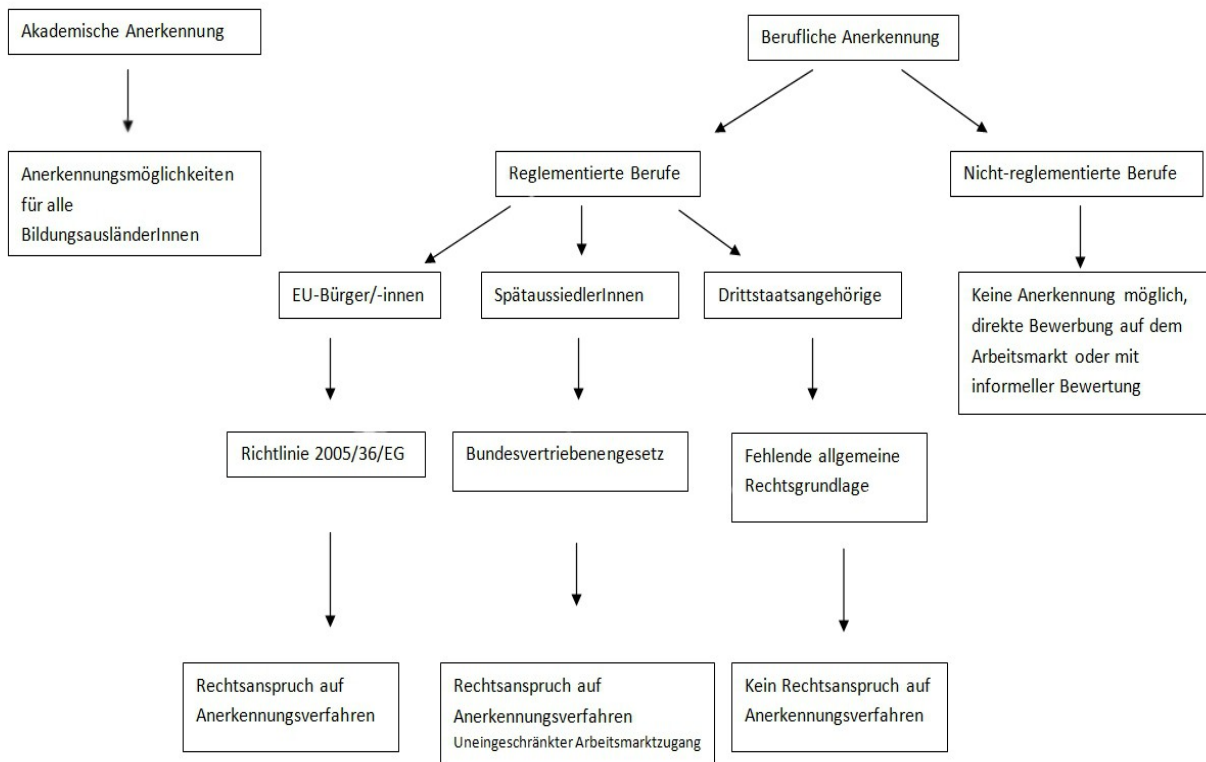 Akademische Anerkennung
Berufliche Anerkennung
Anerkennungsmöglichkeiten
für alle
BildungsausländerInnen
Reglementierte Berufe
Nicht-reglementierte Berufe
EU-Bürger/-innen
SpätaussiedlerInnen
Drittstaatsangehörige
Keine Anerkennung möglich,
direkte Bewerbung auf dem
Arbeitsmarkt oder mit
informeller Bewertung
Richtlinie 2005/36/EG
Bundesvertriebenengesetz
Fehlende allgemeine
Rechtsgrundlage
Rechtsanspruch auf
Anerkennungsverfahren
Rechtsanspruch auf
Anerkennungsverfahren
Uneingeschränkter Arbeitsmarktzugang
Kein Rechtsanspruch auf
Anerkennungsverfahren